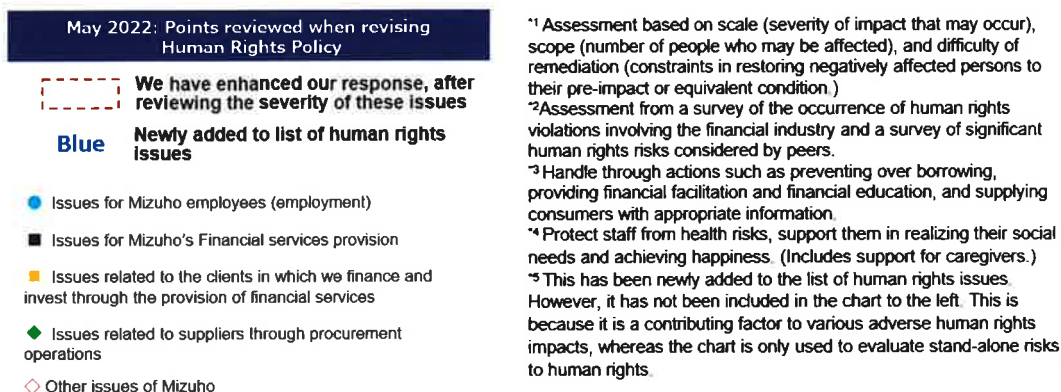 May 2022: Points reviewed when revising
Human Rights Policy
We have enhanced our response, after
reviewing the severity of these issues
Blue
Newly added to list of human rights
issues
Issues for Mizuho employees (employment)
Issues for Mizuho's Financial services provision
Issues related to the clients in which we finance and
invest through the provision of financial services
Issues related to suppliers through procurement
operations
Other issues of Mizuho
*1 Assessment based on scale (severity of impact that may occur),
scope (number of people who may be affected), and difficulty of
remediation (constraints in restoring negatively affected persons to
their pre-impact or equivalent condition.)
*2 Assessment from a survey of the occurrence of human rights
violations involving the financial industry and a survey of significant
human rights risks considered by peers.
*3 Handle through actions such as preventing over borrowing,
providing financial facilitation and financial education, and supplying
consumers with appropriate information.
*4 Protect staff from health risks, support them in realizing their social
needs and achieving happiness. (Includes support for caregivers.)
*5 This has been newly added to the list of human rights issues.
However, it has not been included in the chart to the left. This is
because it is a contributing factor to various adverse human rights
impacts, whereas the chart is only used to evaluate stand-alone risks
to human rights.